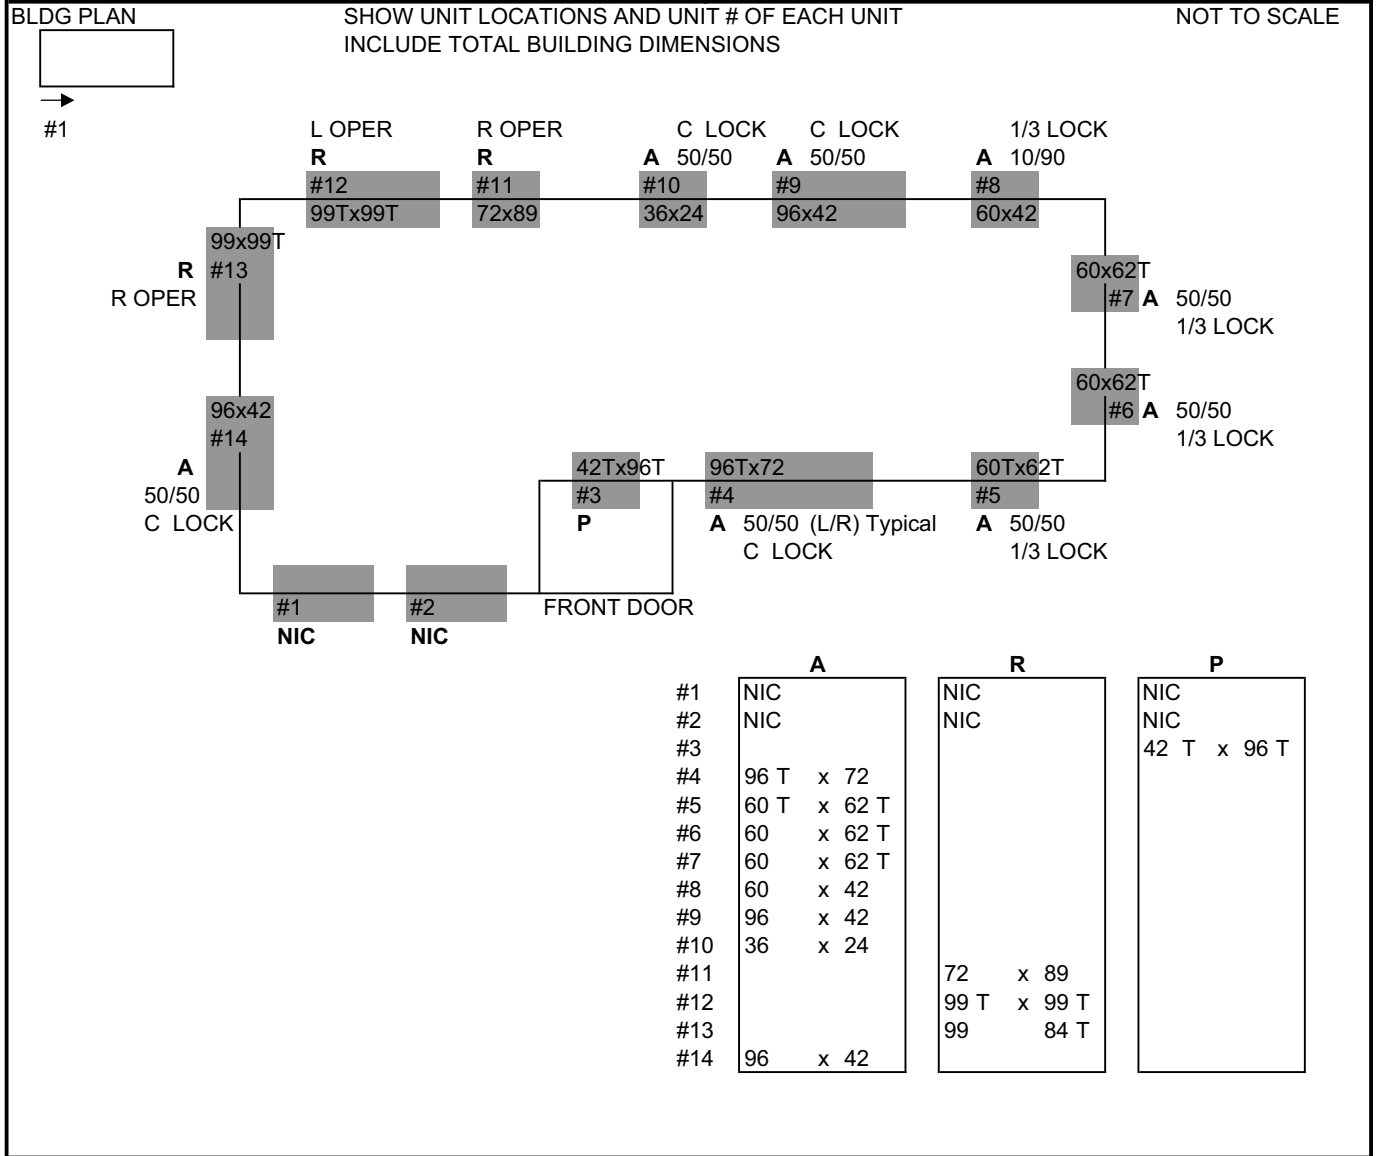 BLDG PLAN SHOW UNIT LOCATIONS AND UNIT # OF EACH UNIT NOT TO SCALE
INCLUDE TOTAL BUILDING DIMENSIONS
#1 L OPER R OPER C LOCK C LOCK 1/3 LOCK
R R A 50/50 A 50/50 A 10/90
#12 #11 #10 #9 #8
99Tx99T 72x89 36x24 96x42 60x42
99x99T
R #13 60x62T
R OPER #7 A 50/50
1/3 LOCK
60x62T
96x42 #6 A 50/50
#14 1/3 LOCK
A 42Tx96T 96Tx72 60Tx62T
50/50 #3 #4 #5
C LOCK P A 50/50 (L/R) Typical A 50/50
C LOCK 1/3 LOCK
#1 #2 FRONT DOOR
NIC NIC
A R P
#1 NIC NIC NIC
#2 NIC NIC NIC
#3 42 T x 96 T
#4 96 T x 72
#5 60 T x 62 T
#6 60 x 62 T
#7 60 x 62 T
#8 60 x 42
#9 96 x 42
#10 36 x 24
#11 72 x 89
#12 99 T x 99 T
#13 99 84 T
#14 96 x 42